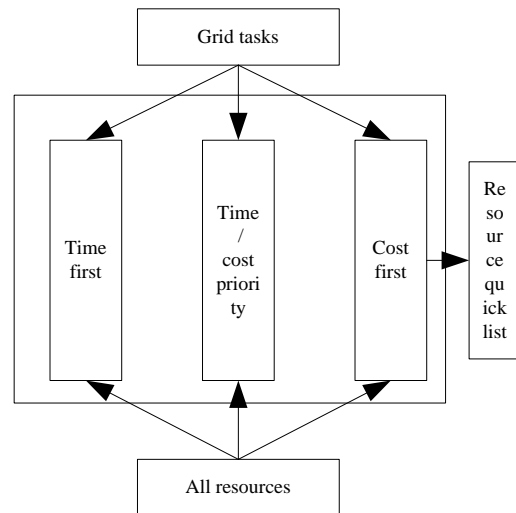 Grid tasks
Time
first
Time
/
cost
priori
ty
Cost
first
Re
so
ur
ce
qu
ick
list
All resources